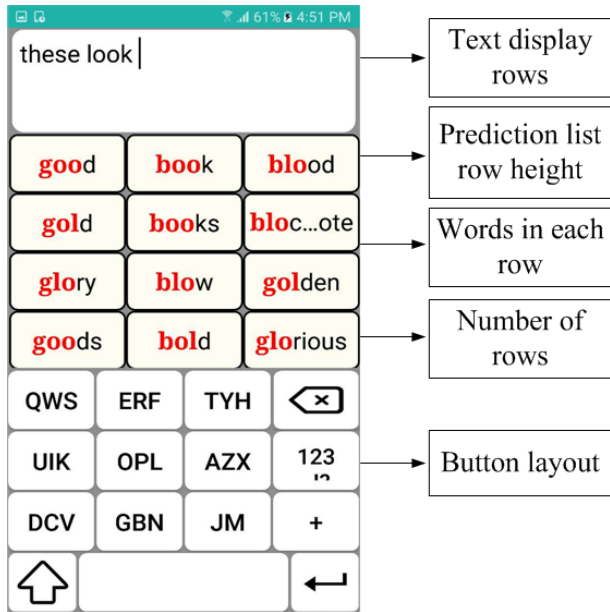 61% 4:51 PM
these look
Text display
rows
good book blood
Prediction list
row height
gold books bloc...ote
Words in each
row
glory blow golden
goods bold glorious
Number of
rows
QWS ERF TYH
UIK OPL AZX 123
Button layout
DCV GBN JM +